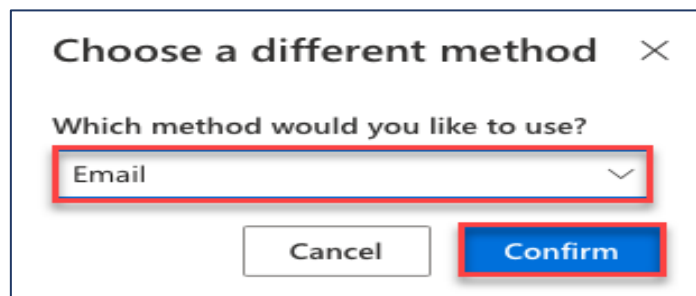 Choose a different method
Which method would you like to use?
Email
Cancel Confirm